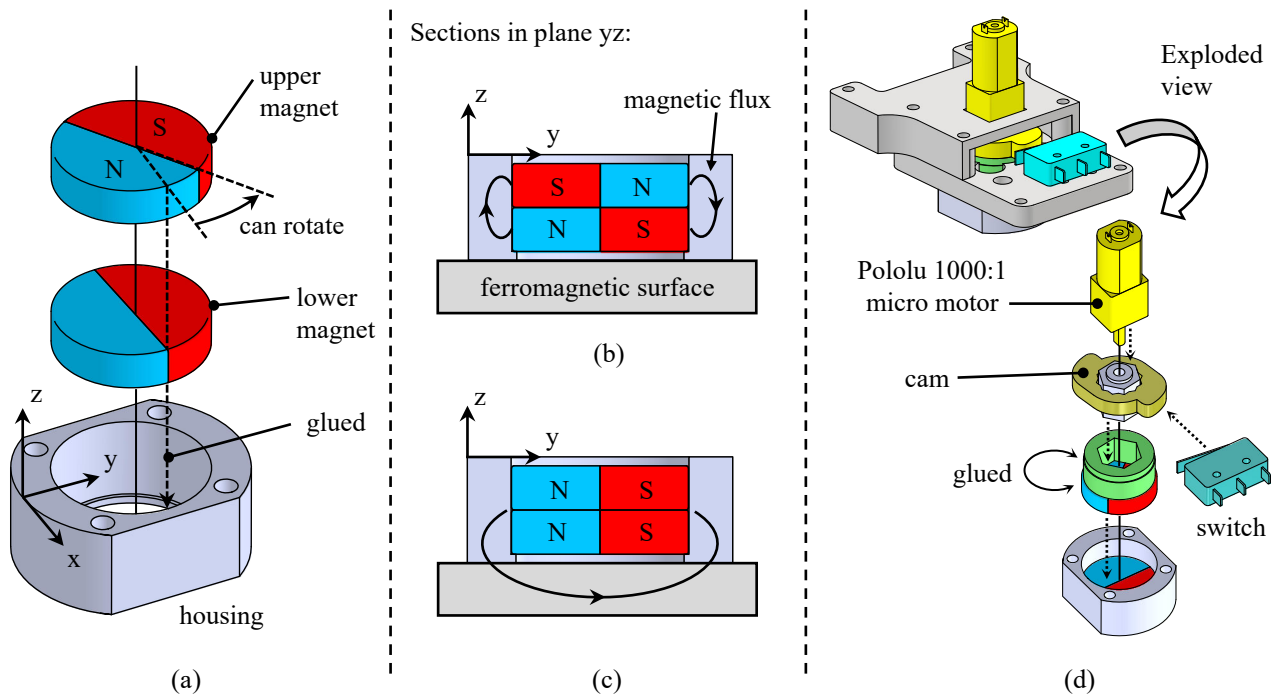 upper
magnet
S
N
can rotate
lower
magnet
z
glued
y
x
housing
(a)
Sections in plane yz:
z
magnetic flux
y
S N
N S
ferromagnetic surface
(b)
z
y
N S
N S
(c)
Exploded
view
Pololu 1000:1
micro motor
cam
glued
switch
(d)